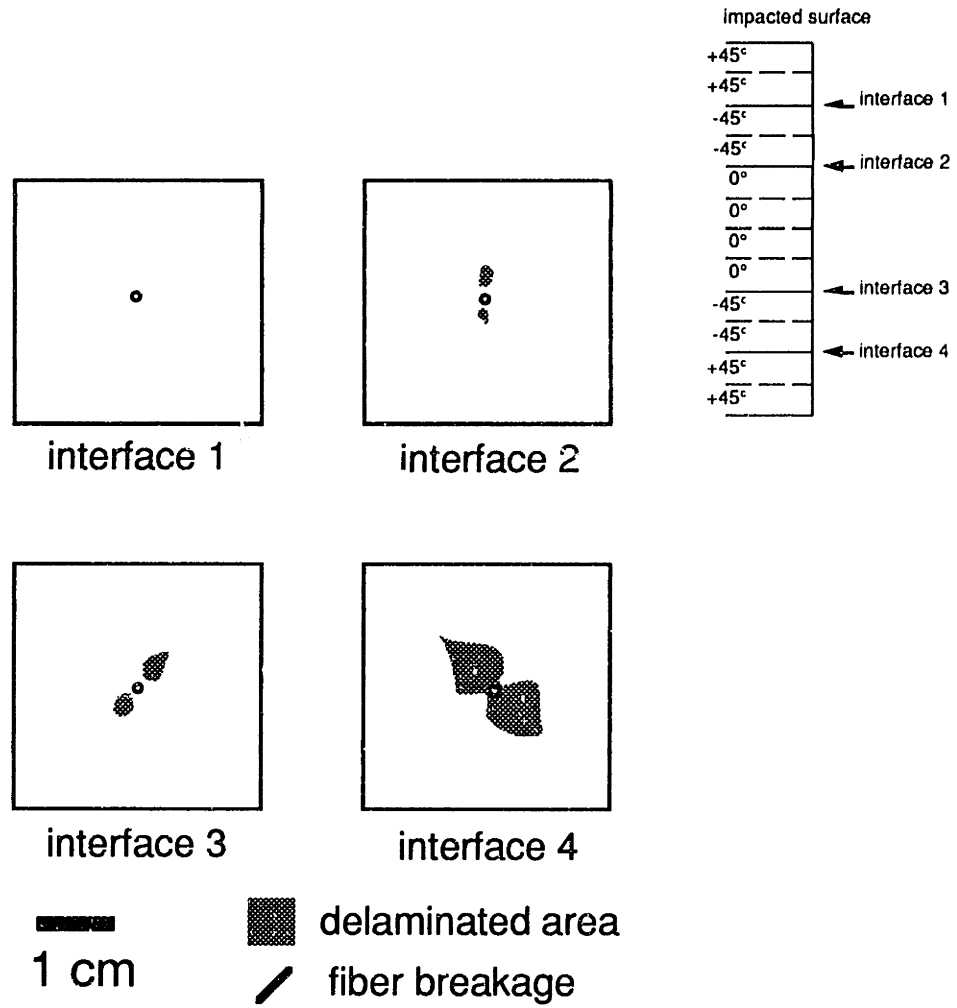 impacted surface
+45°
+45°
interface 1
-45°
-45°
interface 2
0°
0°
0°
0°
interface 3
-45°
-45°
interface 4
+45°
+45°
interface 1
interface 2
interface 3
interface 4
delaminated area
1 cm
fiber breakage